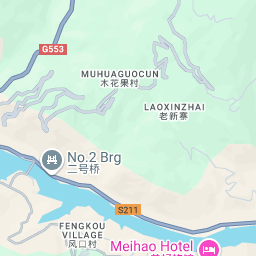 G553
MUHUAGUOCUN
木花果村
LAOXINZHAI
老新寨
No.2 Brg
二号桥
S211
FENGKOU
VILLAGE
风口村
Meihao Hotel